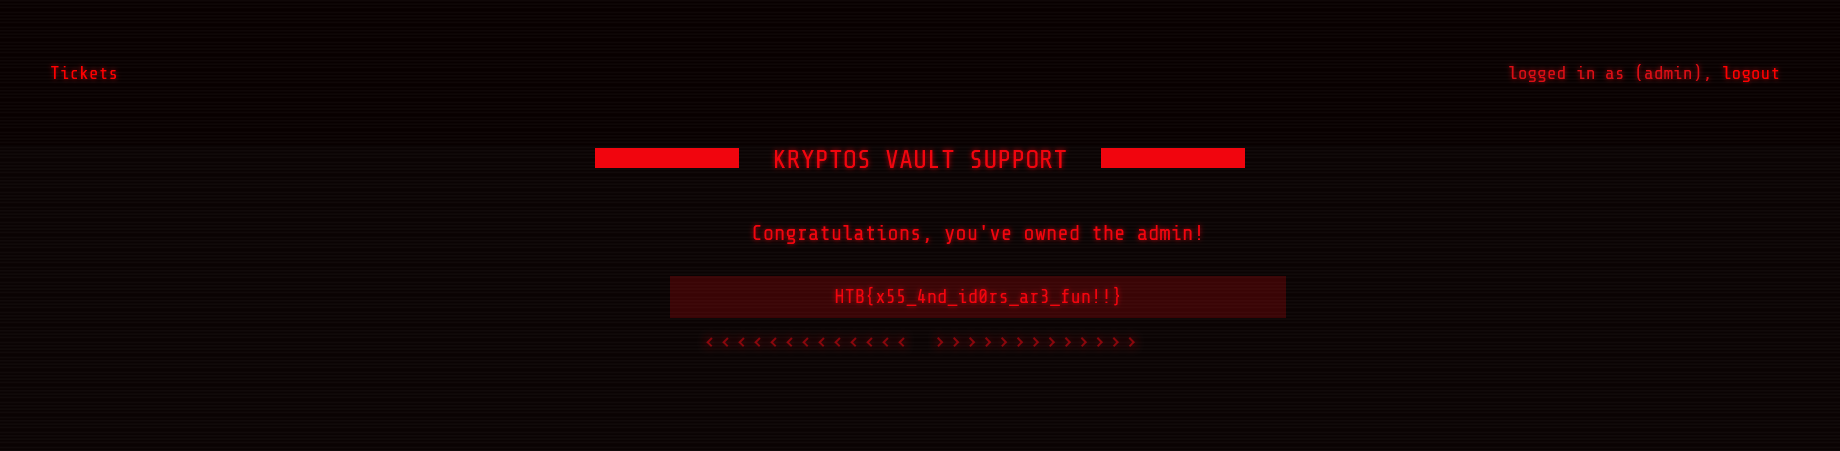 Tickets
logged in as (admin), logout
KRYPTOS VAULT SUPPORT
Congratulations, you've owned the admin!
HTB{x55_4nd_id0rs_ar3_fun!!}
‹ ‹ ‹ ‹ ‹ ‹ ‹ ‹ ‹ ‹ ‹ ‹ ‹ › › › › › › › › › › › › ›